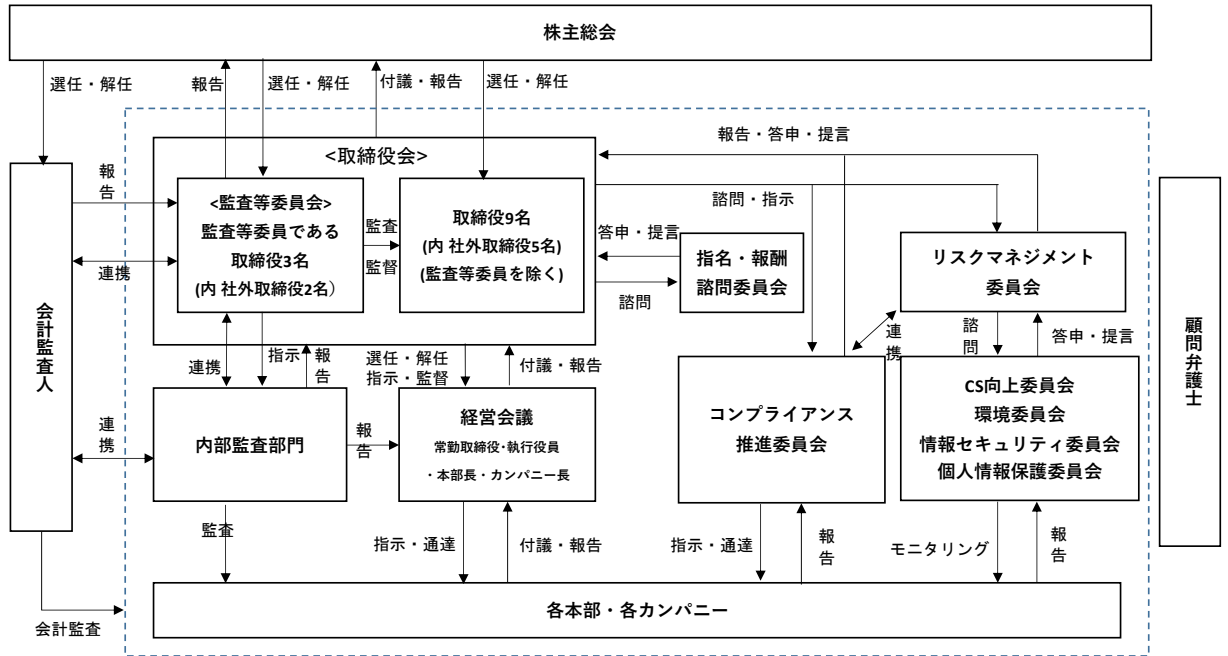 株主総会
選任・解任
報告
選任・解任
付議・報告
選任・解任
報告・答申・提言
<取締役会>
報告
<監査等委員会>
監査等委員である
取締役3名
(内 社外取締役2名）
監査
監督
取締役9名
(内 社外取締役5名)
(監査等委員を除く)
諮問・指示
答申・提言
諮問
指名・報酬
諮問委員会
リスクマネジメント
委員会
連携
会計監査人
顧問弁護士
連携
指示
報告
選任・解任
指示・監督
付議・報告
連携
諮問
答申・提言
連携
内部監査部門
報告
経営会議
常勤取締役・執行役員
・本部長・カンパニー長
コンプライアンス
推進委員会
CS向上委員会
環境委員会
情報セキュリティ委員会
個人情報保護委員会
監査
指示・通達
付議・報告
指示・通達
報告
モニタリング
報告
各本部・各カンパニー
会計監査